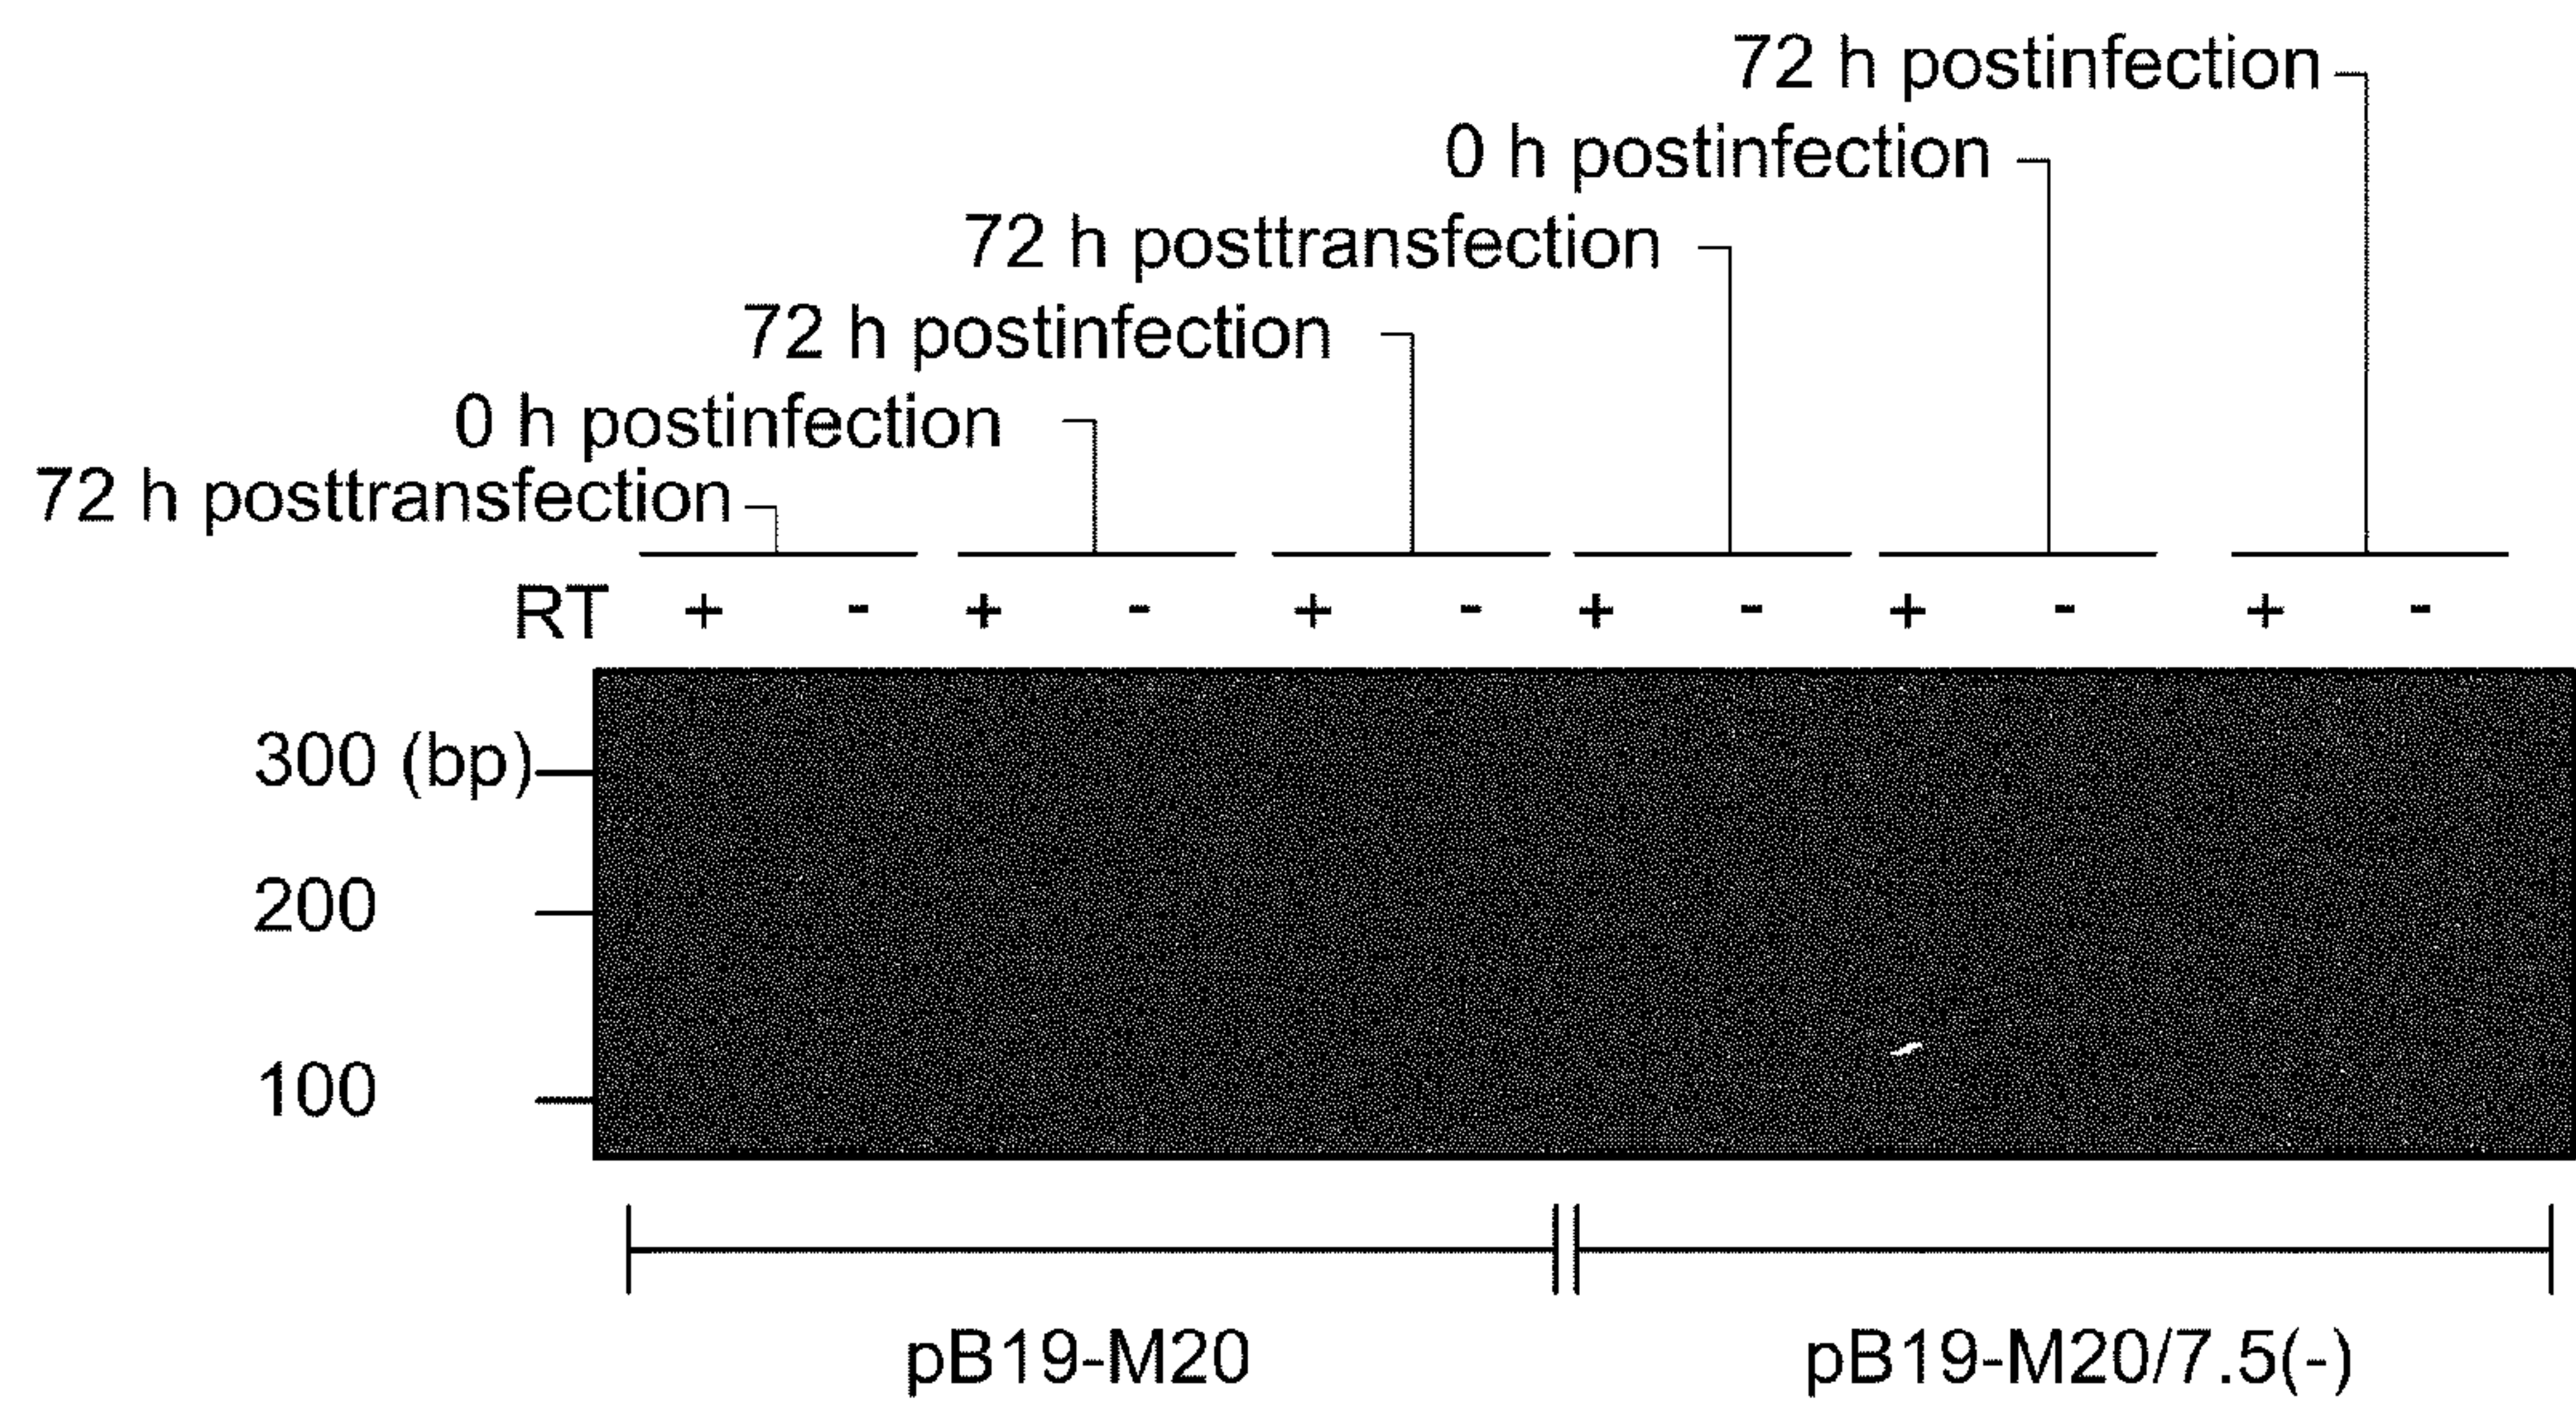 72 h postinfection
0 h postinfection
72 h posttransfection
72 h postinfection
0 h postinfection
72 h posttransfection
RT + - + - + - + - + - + -
300 (bp)
200
100
pB19-M20 pB19-M20/7.5(-)